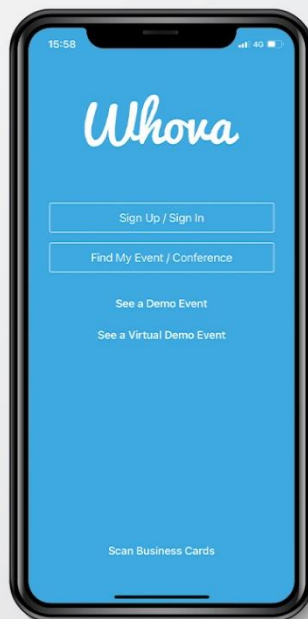 15:58
4G
Whova
Sign Up / Sign In
Find My Event / Conference
See a Demo Event
See a Virtual Demo Event
Scan Business Cards